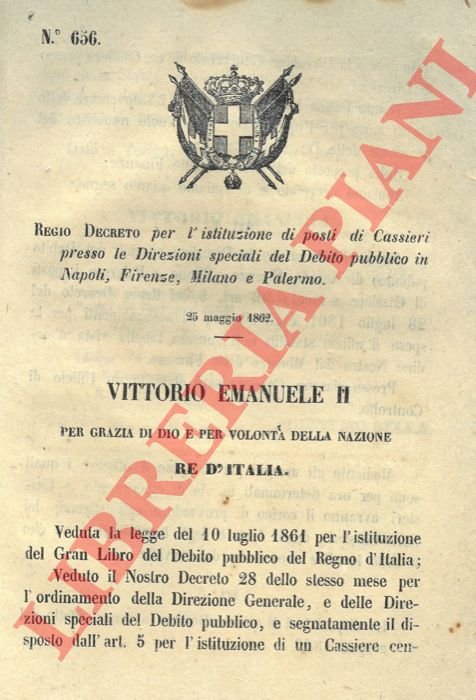 N.° 656.
REGIO DECRETO per l'istituzione di posti di Cassieri
presso le Direzioni speciali del Debito pubblico in
Napoli, Firenze, Milano e Palermo.
25 maggio 1862.
VITTORIO EMANUELE II
PER GRAZIA DI DIO E PER VOLONTÀ DELLA NAZIONE
RE D'ITALIA.
Veduta la legge del 10 luglio 1861 per l'istituzione
del Gran Libro del Debito pubblico del Regno d'Italia;
Veduto il Nostro Decreto 28 dello stesso mese per
l'ordinamento della Direzione Generale, e delle Dire-
zioni speciali del Debito pubblico, e segnatamente il di-
sposto dall'art. 5 per l'istituzione di un Cassiere cen-
LIBRERIA PIANI